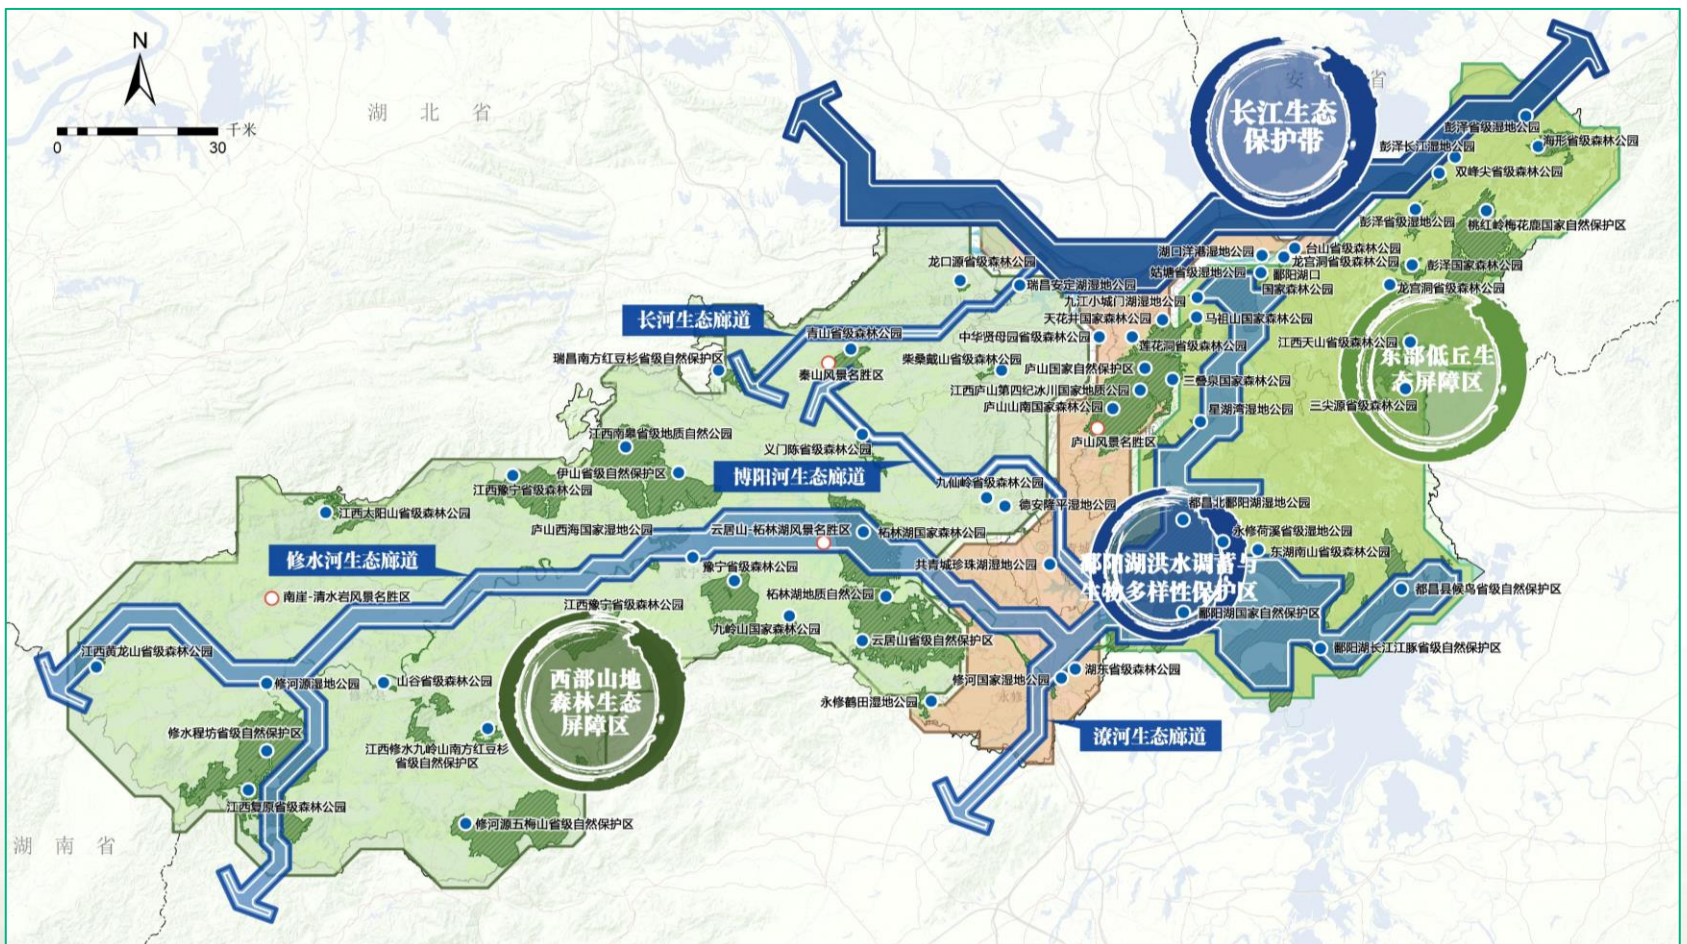 N
千米
0
30
湖北省
安
省
湖南省
长江生态
保护带
彭泽省级湿地公园
海形省级森林公园
彭泽长江湿地公园
双峰尖省级森林公园
彭泽省级湿地公园
桃红岭梅花鹿国家自然保护区
湖口洋港湿地公园
台山省级森林公园
龙宫洞省级森林公园
彭泽国家森林公园
姑塘省级湿地公园
鄱阳湖口
国家森林公园
龙宫洞省级森林公园
龙口源省级森林公园
瑞昌安定湖湿地公园
九江小城门湖湿地公园
天花井国家森林公园
马祖山国家森林公园
长河生态廊道
青山省级森林公园
中华贤母园省级森林公园
莲花洞省级森林公园
江西天山省级森林公园
东部低丘生
态屏障区
瑞昌南方红豆杉省级自然保护区
秦山风景名胜区
柴桑戴山省级森林公园
庐山国家自然保护区
三叠泉国家森林公园
江西庐山第四纪冰川国家地质公园
庐山山南国家森林公园
星湖湾湿地公园
三尖源省级森林公园
庐山风景名胜区
江西南皋省级地质自然公园
义门陈省级森林公园
伊山省级自然保护区
博阳河生态廊道
江西豫宁省级森林公园
九仙岭省级森林公园
德安隆平湿地公园
江西太阳山省级森林公园
都昌北鄱阳湖湿地公园
庐山西海国家湿地公园
云居山-柘林湖风景名胜区
柘林湖国家森林公园
永修荷溪省级湿地公园
东湖南山省级森林公园
修水河生态廊道
豫宁省级森林公园
共青城珍珠湖湿地公园
鄱阳湖洪水调蓄与
生物多样性保护区
都昌县候鸟省级自然保护区
南崖-清水岩风景名胜区
江西豫宁省级森林公园
柘林湖地质自然公园
鄱阳湖国家自然保护区
九岭山国家森林公园
云居山省级自然保护区
鄱阳湖长江江豚省级自然保护区
江西黄龙山省级森林公园
修河源湿地公园
山谷省级森林公园
西部山地
森林生态
屏障区
修河国家湿地公园
湖东省级森林公园
永修鹤田湿地公园
潦河生态廊道
修水程坊省级自然保护区
江西修水九岭山南方红豆杉
省级自然保护区
江西复原省级森林公园
修河源五梅山省级自然保护区